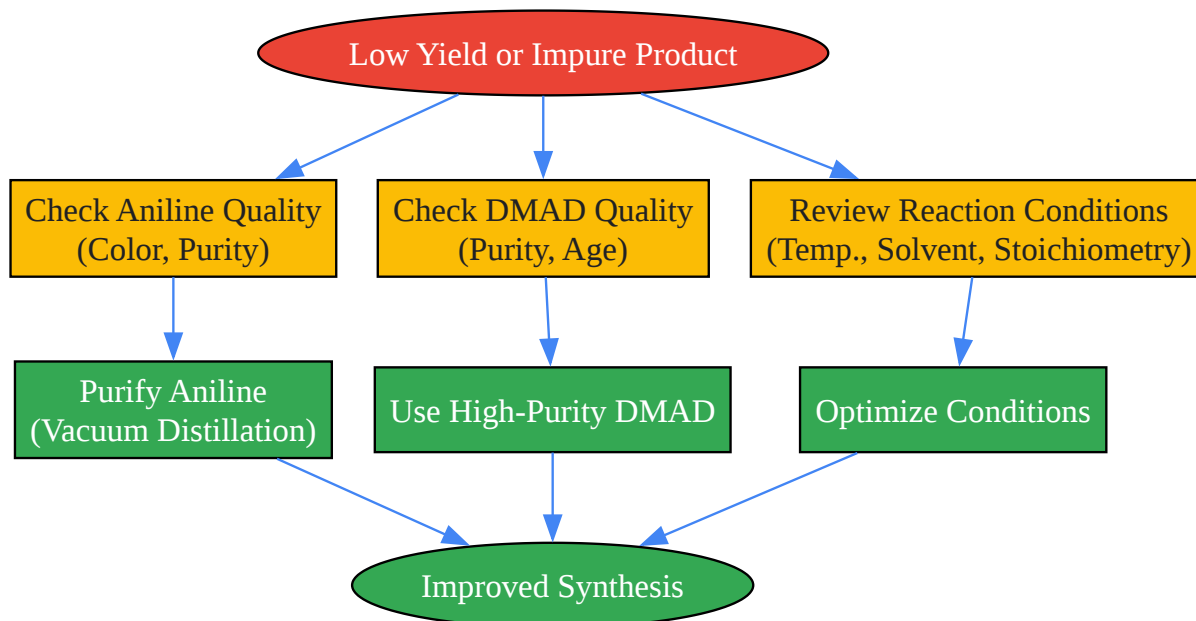 Low Yield or Impure Product
Check Aniline Quality
(Color, Purity)
Check DMAD Quality
(Purity, Age)
Review Reaction Conditions
(Temp., Solvent, Stoichiometry)
Purify Aniline
(Vacuum Distillation)
Use High-Purity DMAD
Optimize Conditions
Improved Synthesis